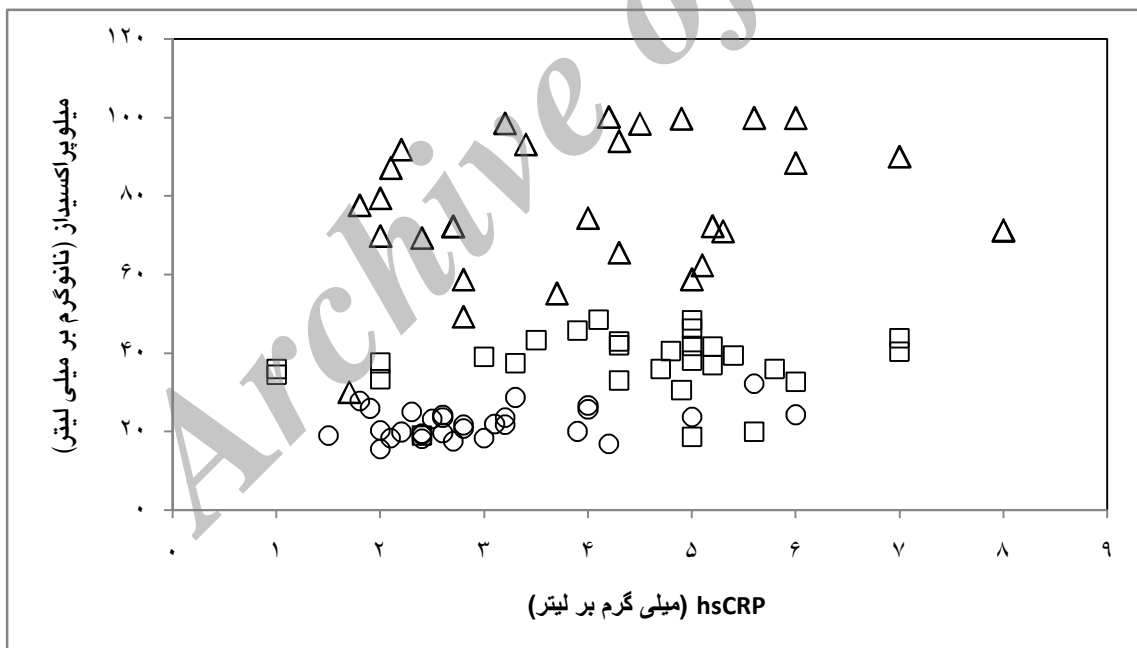 Archive of
۱۲۰
۱۰۰
۸۰
۶۰
۴۰
۲۰
۰
میلوپراکسیداز (نانوگرم بر میلی لیتر)
۰ ۱ ۲ ۳ ۴ ۵ ۶ ۷ ۸ ۹
hsCRP (میلی گرم بر لیتر)